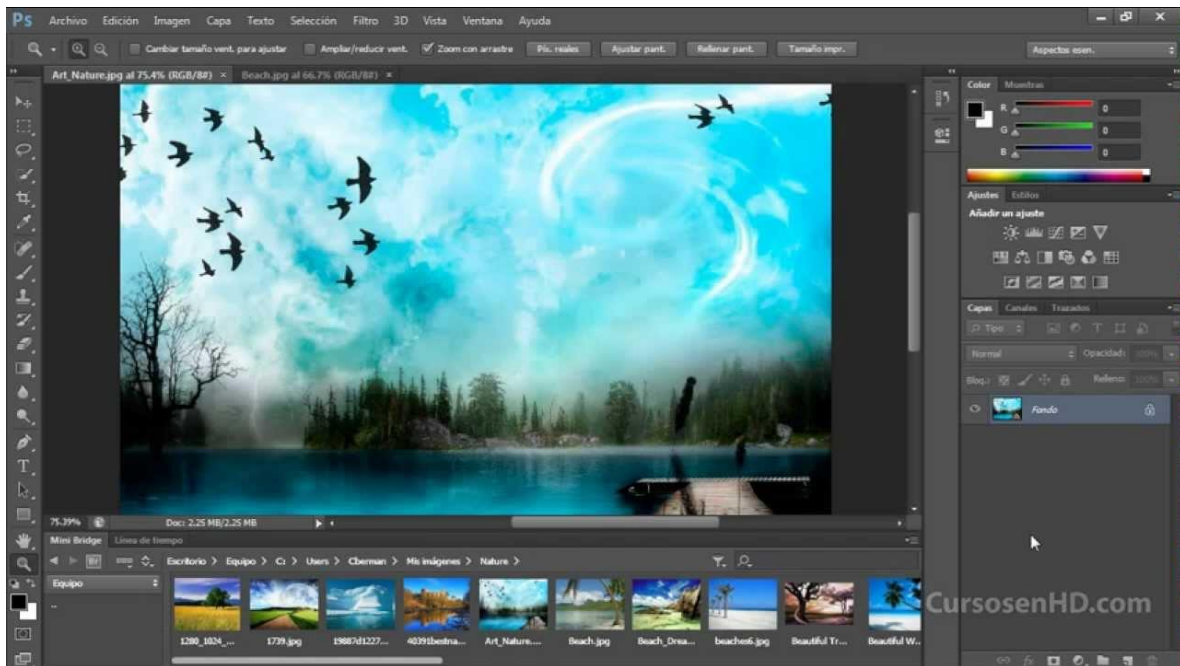 Ps Archivo Edición Imagen Capa Texto Selección Filtro 3D Vista Ventana Ayuda
Cambiar tamaño vent. para ajustar Ampliar/reducir vent. Zoom con arrastre Píx. reales Ajustar pant. Rellenar pant. Tamaño impr. Aspectos esen.
Art_Nature.jpg al 75.4% (RGB/8#) × Beach.jpg al 66.7% (RGB/8#) ×
Color Muestras
R 0
G 0
B 0
Ajustes Estilos
Añadir un ajuste
Capas Canales Trazados
Tipo
Normal Opacidad: 100%
Bloq.: Relleno: 100%
Fondo
75.39% Doc: 2.25 MB/2.25 MB
Mini Bridge Línea de tiempo
Escritorio > Equipo > C: > Users > Cberman > Mis imágenes > Nature >
Equipo
..
1280_1024_... 1739.jpg 19887d1227... 40391bestna... Art_Nature.... Beach.jpg Beach_Drea... beaches6.jpg Beautiful Tr... Beautiful W...
CursosenHD.com